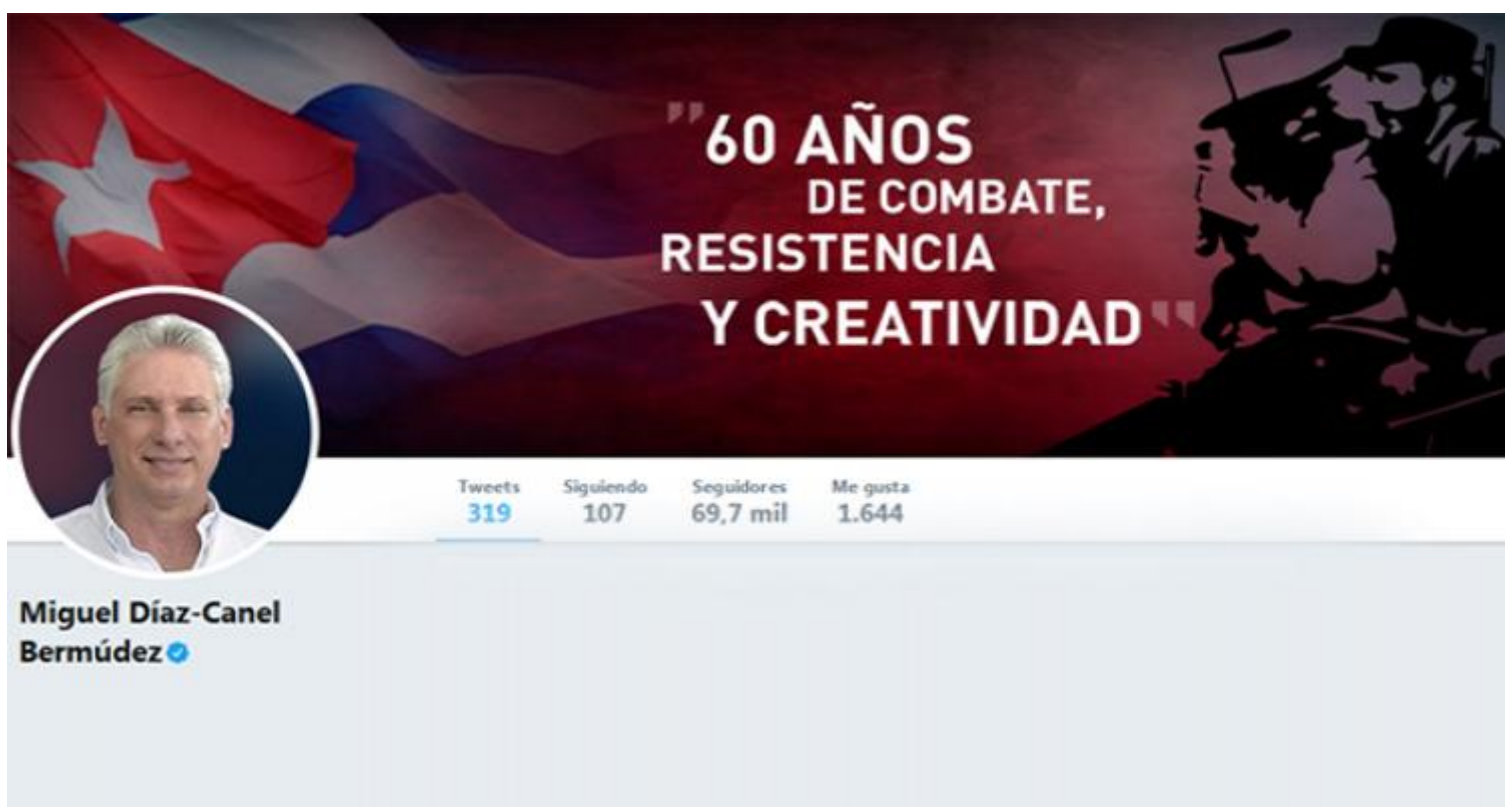 "60 AÑOS
DE COMBATE,
RESISTENCIA
Y CREATIVIDAD"
Tweets Siguiendo Seguidores Me gusta
319 107 69,7 mil 1.644
Miguel Díaz-Canel
Bermúdez